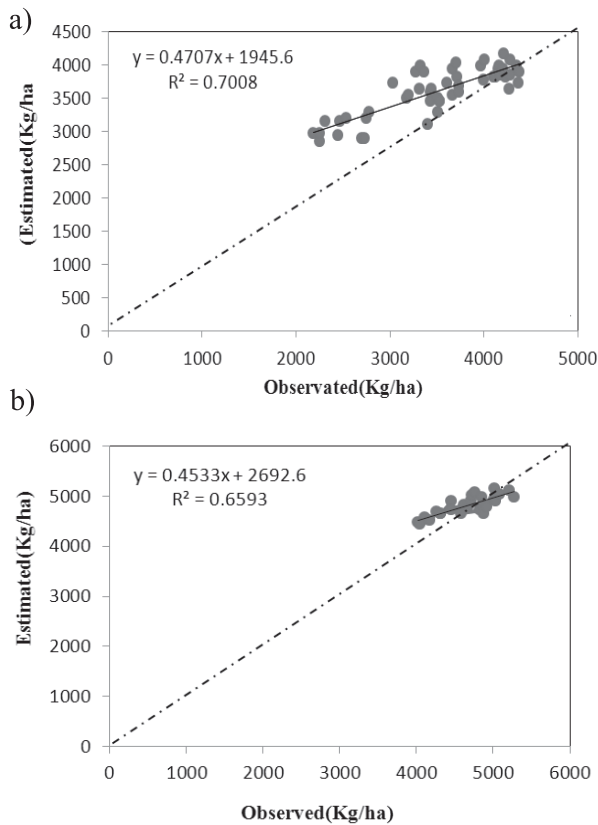 a)
y = 0.4707x + 1945.6
R² = 0.7008
4500
4000
3500
3000
2500
2000
1500
1000
500
0
(Estimated(Kg/ha
0 1000 2000 3000 4000 5000
Observated(Kg/ha)
b)
y = 0.4533x + 2692.6
R² = 0.6593
6000
5000
4000
3000
2000
1000
0
Estimated(Kg/ha)
0 1000 2000 3000 4000 5000 6000
Observed(Kg/ha)